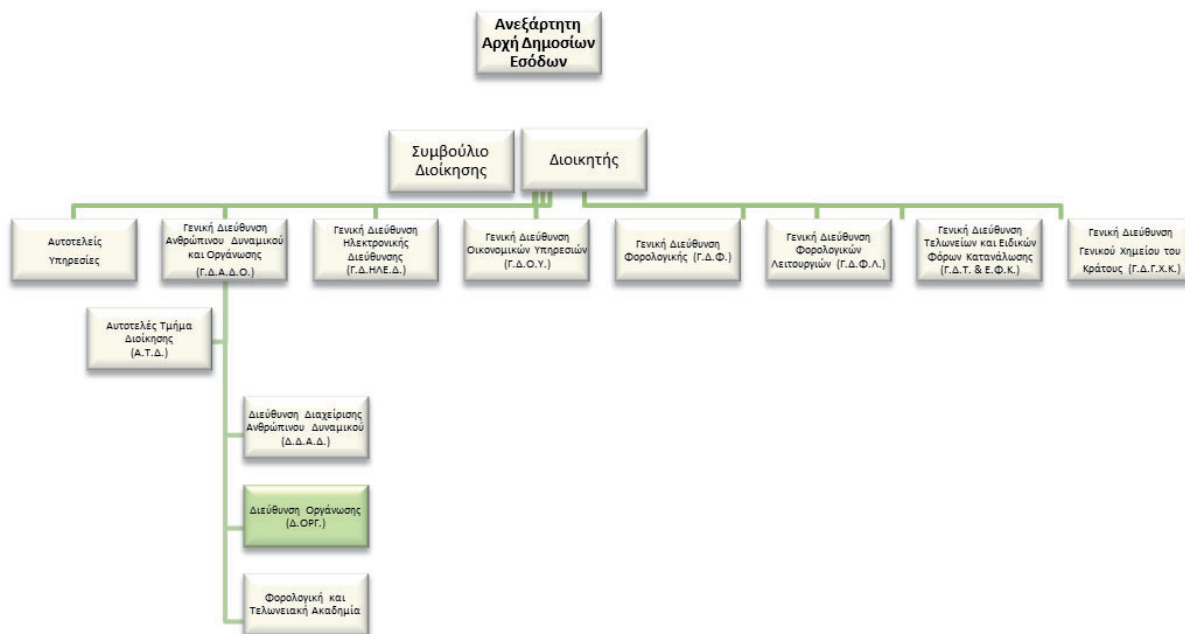 Ανεξάρτητη
Αρχή Δημοσίων
Εσόδων
Συμβούλιο
Διοίκησης
Διοικητής
Αυτοτελείς
Υπηρεσίες
Γενική Διεύθυνση
Ανθρώπινου Δυναμικού
και Οργάνωσης
(Γ.Δ.Α.Δ.Ο.)
Γενική Διεύθυνση
Ηλεκτρονικής
Διεύθυνσης
(Γ.Δ.ΗΛΕ.Δ.)
Γενική Διεύθυνση
Οικονομικών Υπηρεσιών
(Γ.Δ.Ο.Υ.)
Γενική Διεύθυνση
Φορολογικής (Γ.Δ.Φ.)
Γενική Διεύθυνση
Φορολογικών
Λειτουργιών (Γ.Δ.Φ.Λ.)
Γενική Διεύθυνση
Τελωνείων και Ειδικών
Φόρων Κατανάλωσης
(Γ.Δ.Τ. & Ε.Φ.Κ.)
Γενική Διεύθυνση
Γενικού Χημείου του
Κράτους (Γ.Δ.Γ.Χ.Κ.)
Αυτοτελές Τμήμα
Διοίκησης
(Α.Τ.Δ.)
Διεύθυνση Διαχείρισης
Ανθρώπινου Δυναμικού
(Δ.Δ.Α.Δ.)
Διεύθυνση Οργάνωσης
(Δ.ΟΡΓ.)
Φορολογική και
Τελωνειακή Ακαδημία